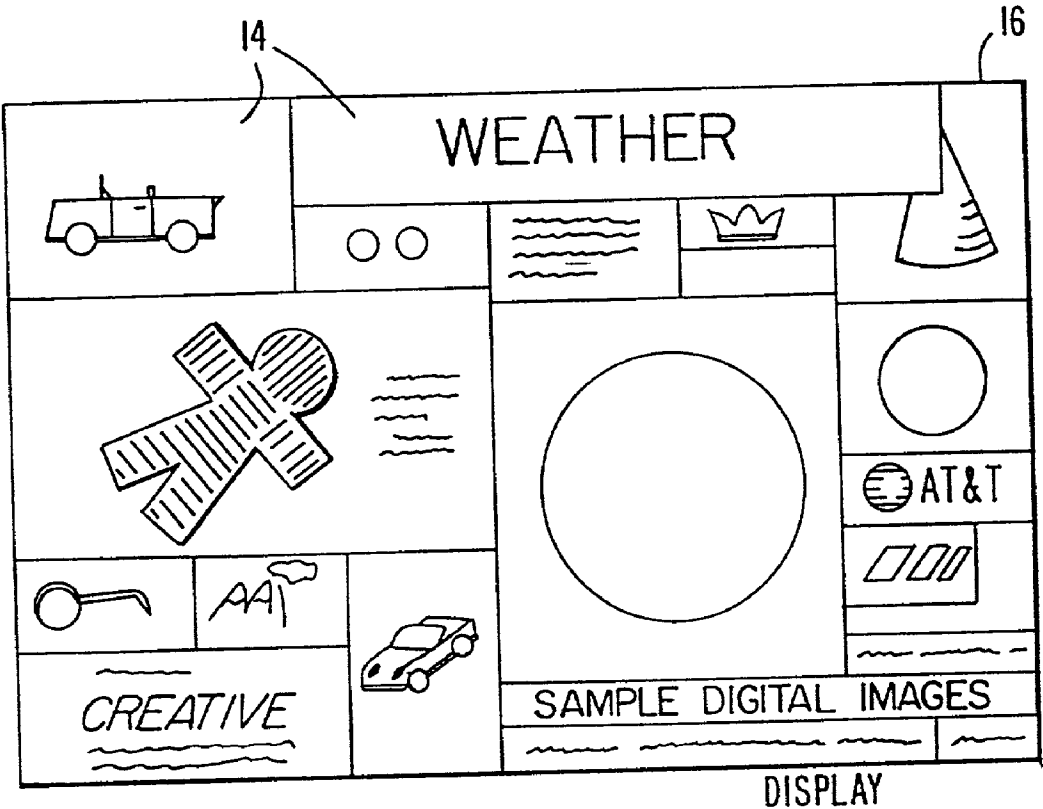 14
16
WEATHER
AT&T
CREATIVE
SAMPLE DIGITAL IMAGES
DISPLAY